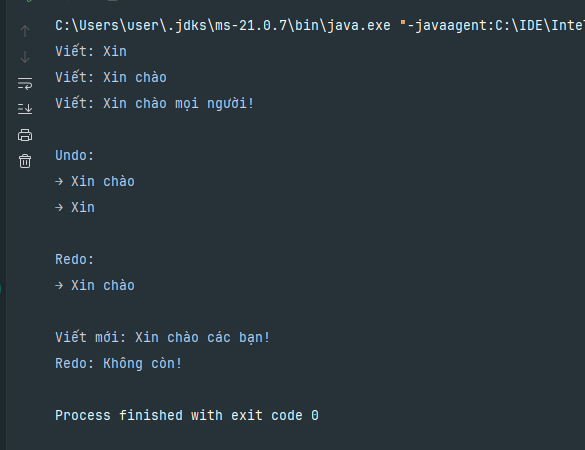 C:\Users\user\.jdks\ms-21.0.7\bin\java.exe "-javaagent:C:\IDE\Inte
Viết: Xin
Viết: Xin chào
Viết: Xin chào mọi người!
Undo:
→ Xin chào
→ Xin
Redo:
→ Xin chào
Viết mới: Xin chào các bạn!
Redo: Không còn!
Process finished with exit code 0